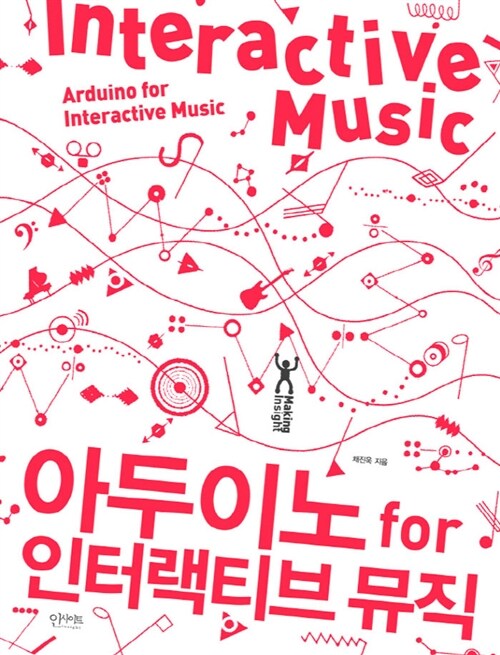 Interactive
Music
Arduino for
Interactive Music
Making
Insight
채진욱 지음
아두이노 for
인터랙티브 뮤직
인사이트